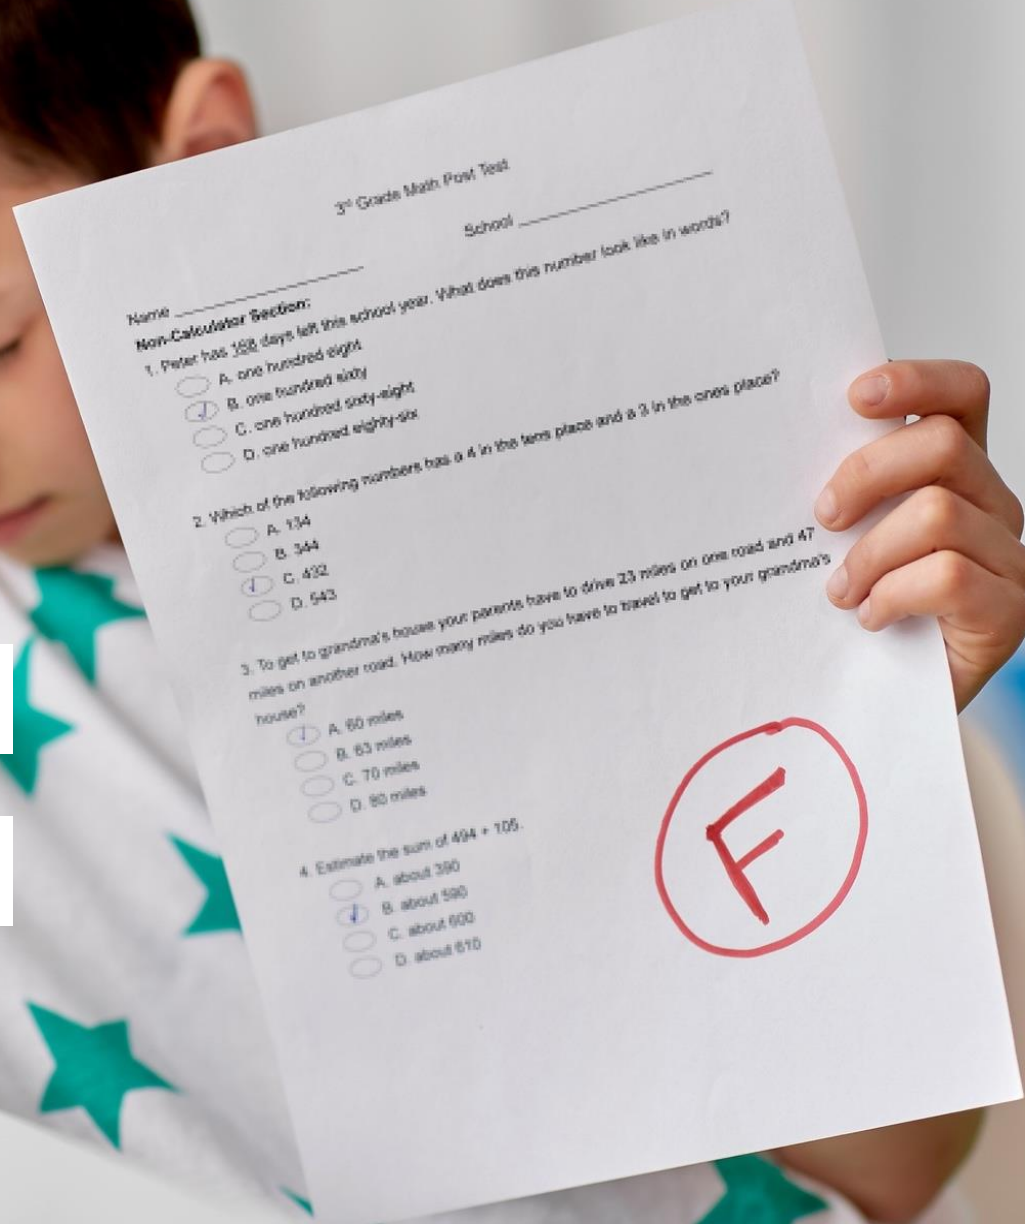 3rd Grade Math Post Test
School
Name
Non-Calculator Section:
1. Peter has 168 days left this school year. What does this number look like in words?
A. one hundred eight
B. one hundred sixty
C. one hundred sixty-eight
D. one hundred eighty-six
2. Which of the following numbers has a 4 in the tens place and a 3 in the ones place?
A. 134
B. 344
C. 432
D. 543
3. To get to grandma's house your parents have to drive 23 miles on one road and 47
miles on another road. How many miles do you have to travel to get to your grandma's
house?
A. 60 miles
B. 63 miles
C. 70 miles
D. 80 miles
4. Estimate the sum of 494 + 105.
A. about 390
B. about 590
C. about 600
D. about 610
F